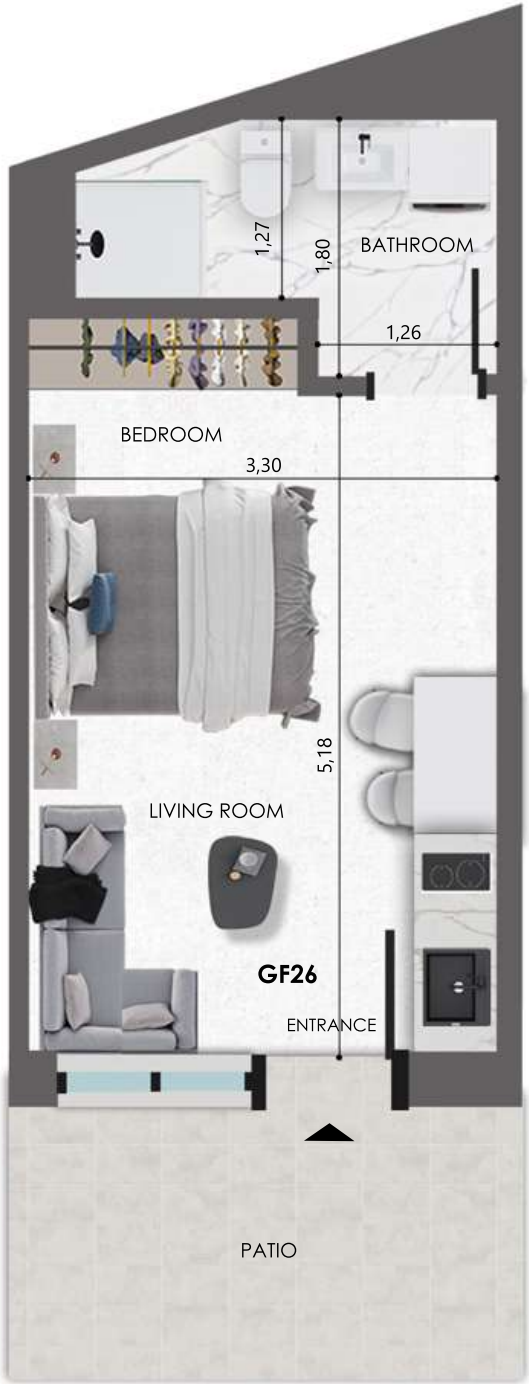 1,27
1,80
BATHROOM
1,26
BEDROOM
3,30
5,18
LIVING ROOM
GF26
ENTRANCE
PATIO